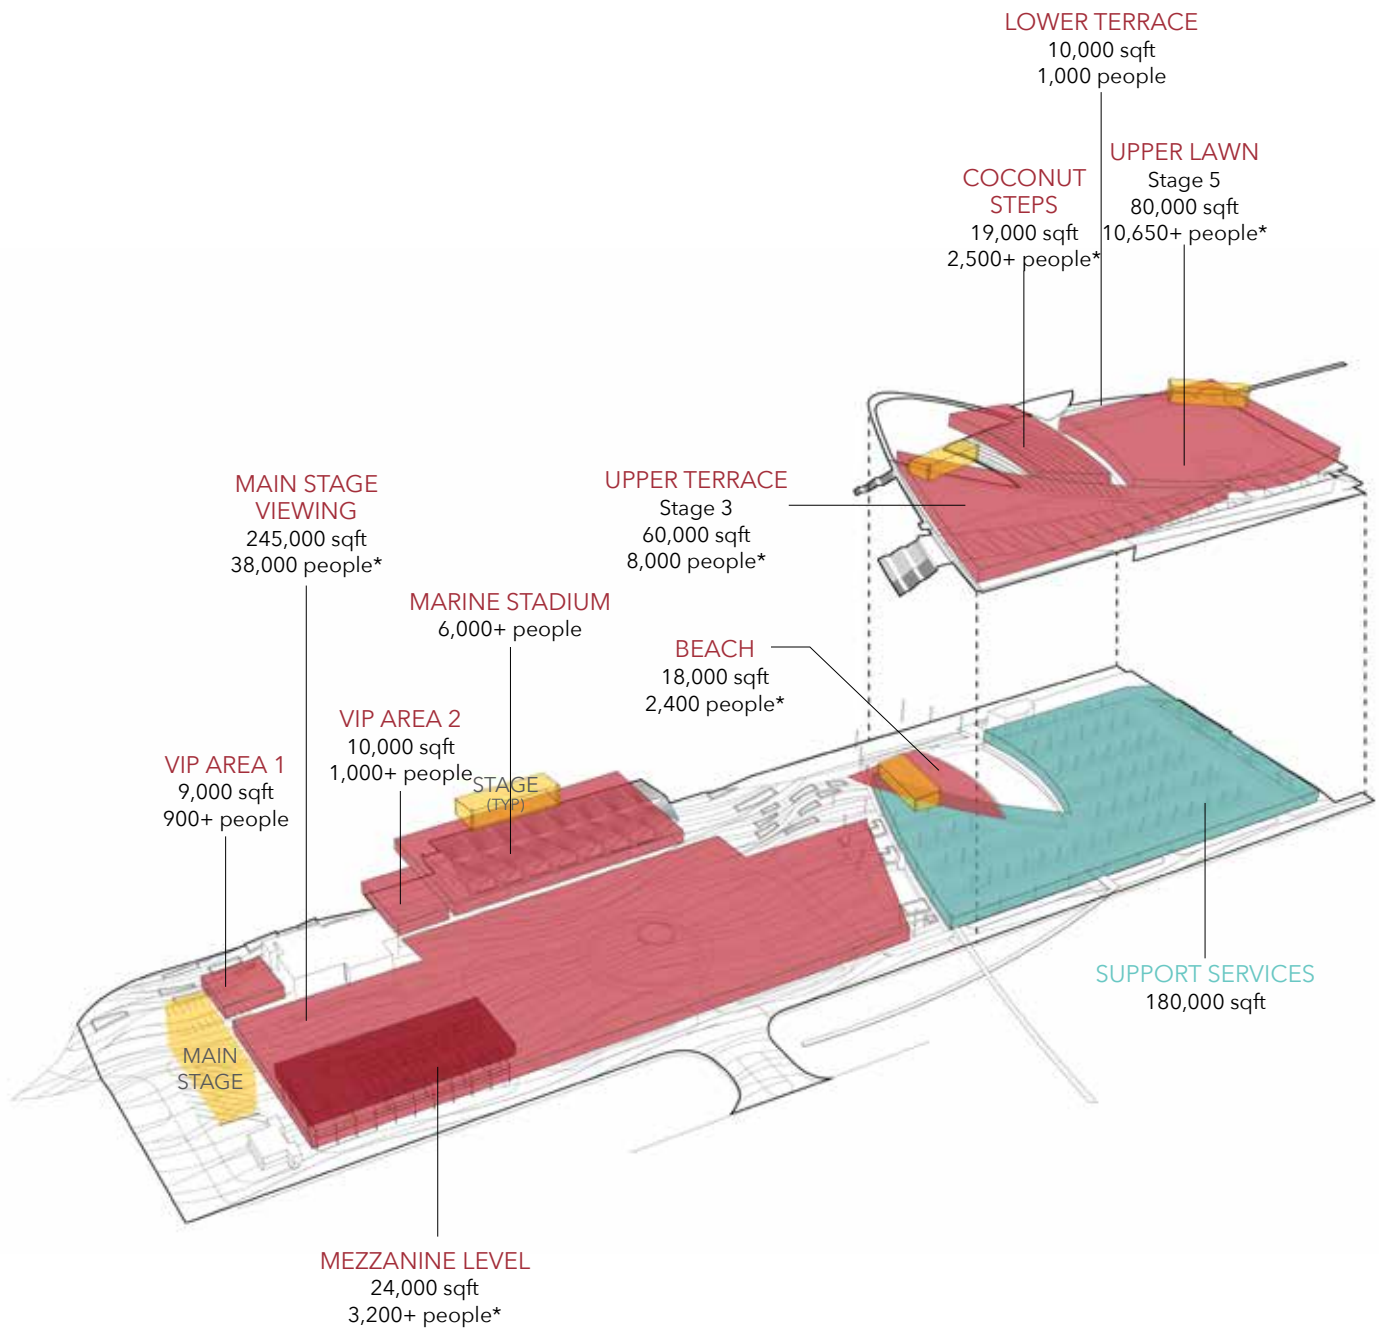 LOWER TERRACE
10,000 sqft
1,000 people
UPPER LAWN
Stage 5
80,000 sqft
10,650+ people*
COCONUT
STEPS
19,000 sqft
2,500+ people*
MAIN STAGE
VIEWING
245,000 sqft
38,000 people*
UPPER TERRACE
Stage 3
60,000 sqft
8,000 people*
MARINE STADIUM
6,000+ people
BEACH
18,000 sqft
2,400 people*
VIP AREA 2
10,000 sqft
1,000+ people
VIP AREA 1
9,000 sqft
900+ people
STAGE
(TYP)
SUPPORT SERVICES
180,000 sqft
MAIN
STAGE
MEZZANINE LEVEL
24,000 sqft
3,200+ people*